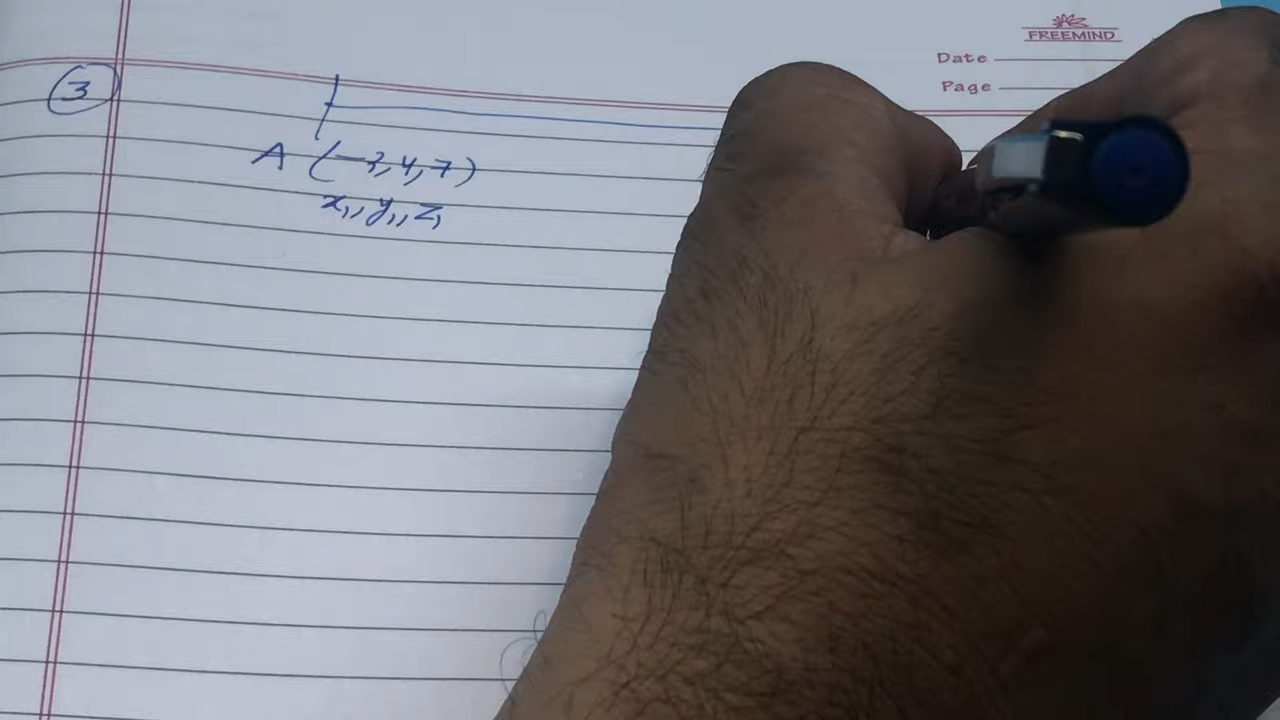 FREEMIND
Date
Page
3
A (-3,4,7)
x₁, y₁, z₁